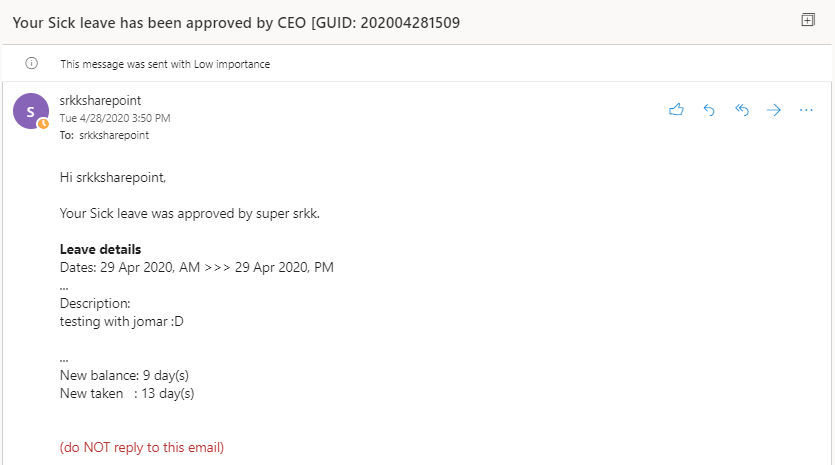 Your Sick leave has been approved by CEO [GUID: 202004281509
This message was sent with Low importance
S
srkksharepoint
Tue 4/28/2020 3:50 PM
To: srkksharepoint
Hi srkksharepoint,
Your Sick leave was approved by super srkk.
Leave details
Dates: 29 Apr 2020, AM >>> 29 Apr 2020, PM
...
Description:
testing with jomar :D
...
New balance: 9 day(s)
New taken : 13 day(s)
(do NOT reply to this email)